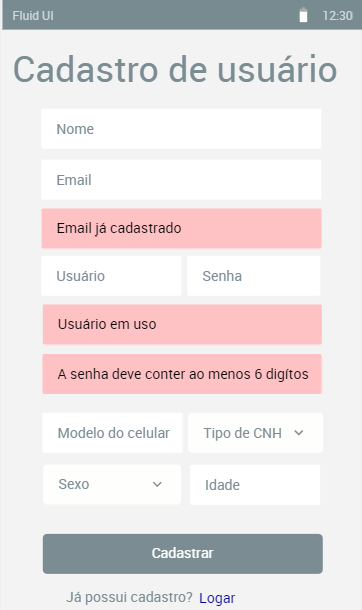 Fluid UI 12:30
Cadastro de usuário
Nome
Email
Email já cadastrado
Usuário Senha
Usuário em uso
A senha deve conter ao menos 6 digítos
Modelo do celular Tipo de CNH
Sexo Idade
Cadastrar
Já possui cadastro? Logar